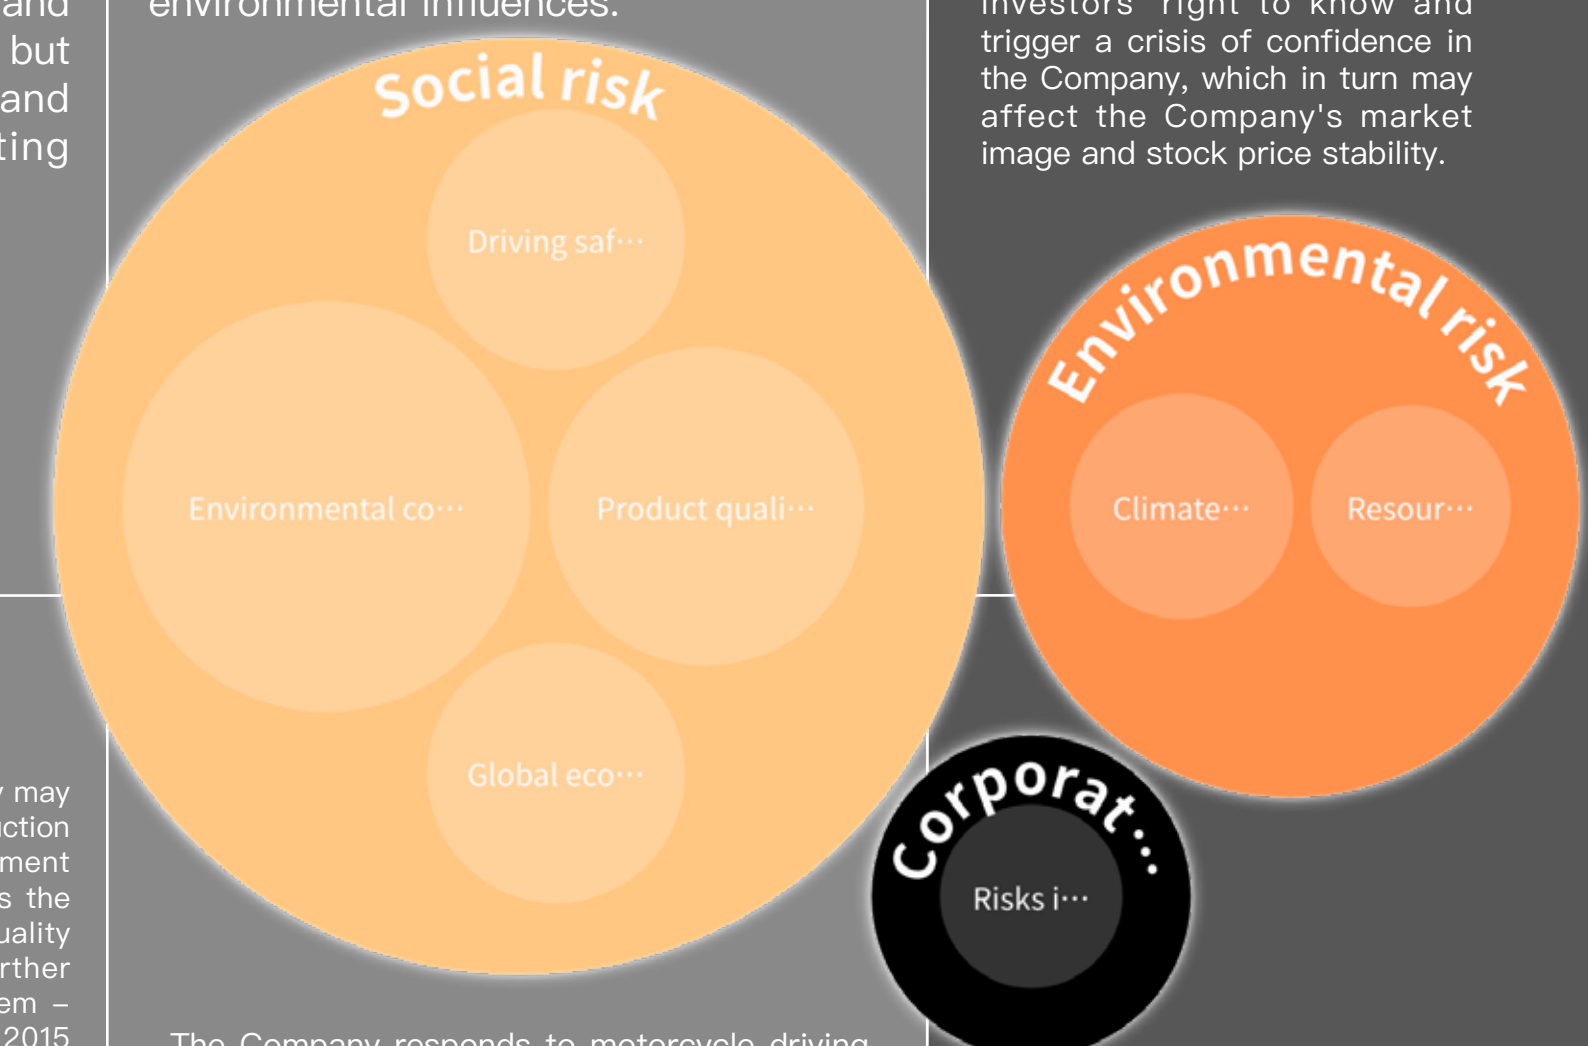 and
but
and
ting
environmental influences.
investors' right to know and
trigger a crisis of confidence in
the Company, which in turn may
affect the Company's market
image and stock price stability.
Social risk
Driving saf···
Environmental co···
Product quali···
Global eco···
Environmental risk
Climate···
Resour···
Corporat···
Risks i···
y may
uction
ment
s the
uality
rther
em –
2015
The Company responds to motorcycle driving